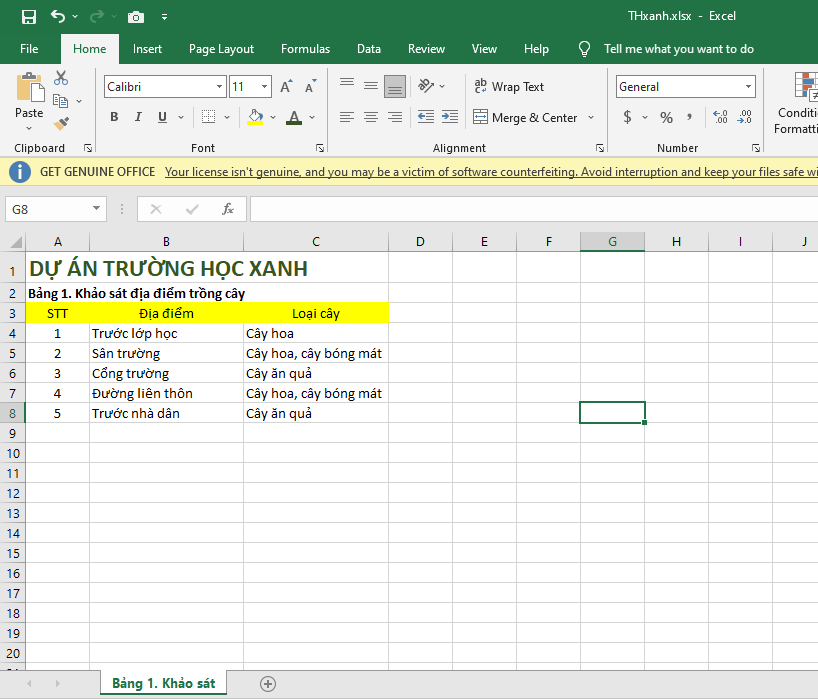 THxanh.xlsx - Excel
File Home Insert Page Layout Formulas Data Review View Help Tell me what you want to do
Paste
Calibri 11
B I U A
Wrap Text
Merge & Center
General
$ % ,
Clipboard Font Alignment Number
GET GENUINE OFFICE Your license isn't genuine, and you may be a victim of software counterfeiting. Avoid interruption and keep your files safe wi
G8 fx
A B C D E F G H I J
1 DỰ ÁN TRƯỜNG HỌC XANH
2 Bảng 1. Khảo sát địa điểm trồng cây
3 STT Địa điểm Loại cây
4 1 Trước lớp học Cây hoa
5 2 Sân trường Cây hoa, cây bóng mát
6 3 Cổng trường Cây ăn quả
7 4 Đường liên thôn Cây hoa, cây bóng mát
8 5 Trước nhà dân Cây ăn quả
9
10
11
12
13
14
15
16
17
18
19
20
Bảng 1. Khảo sát